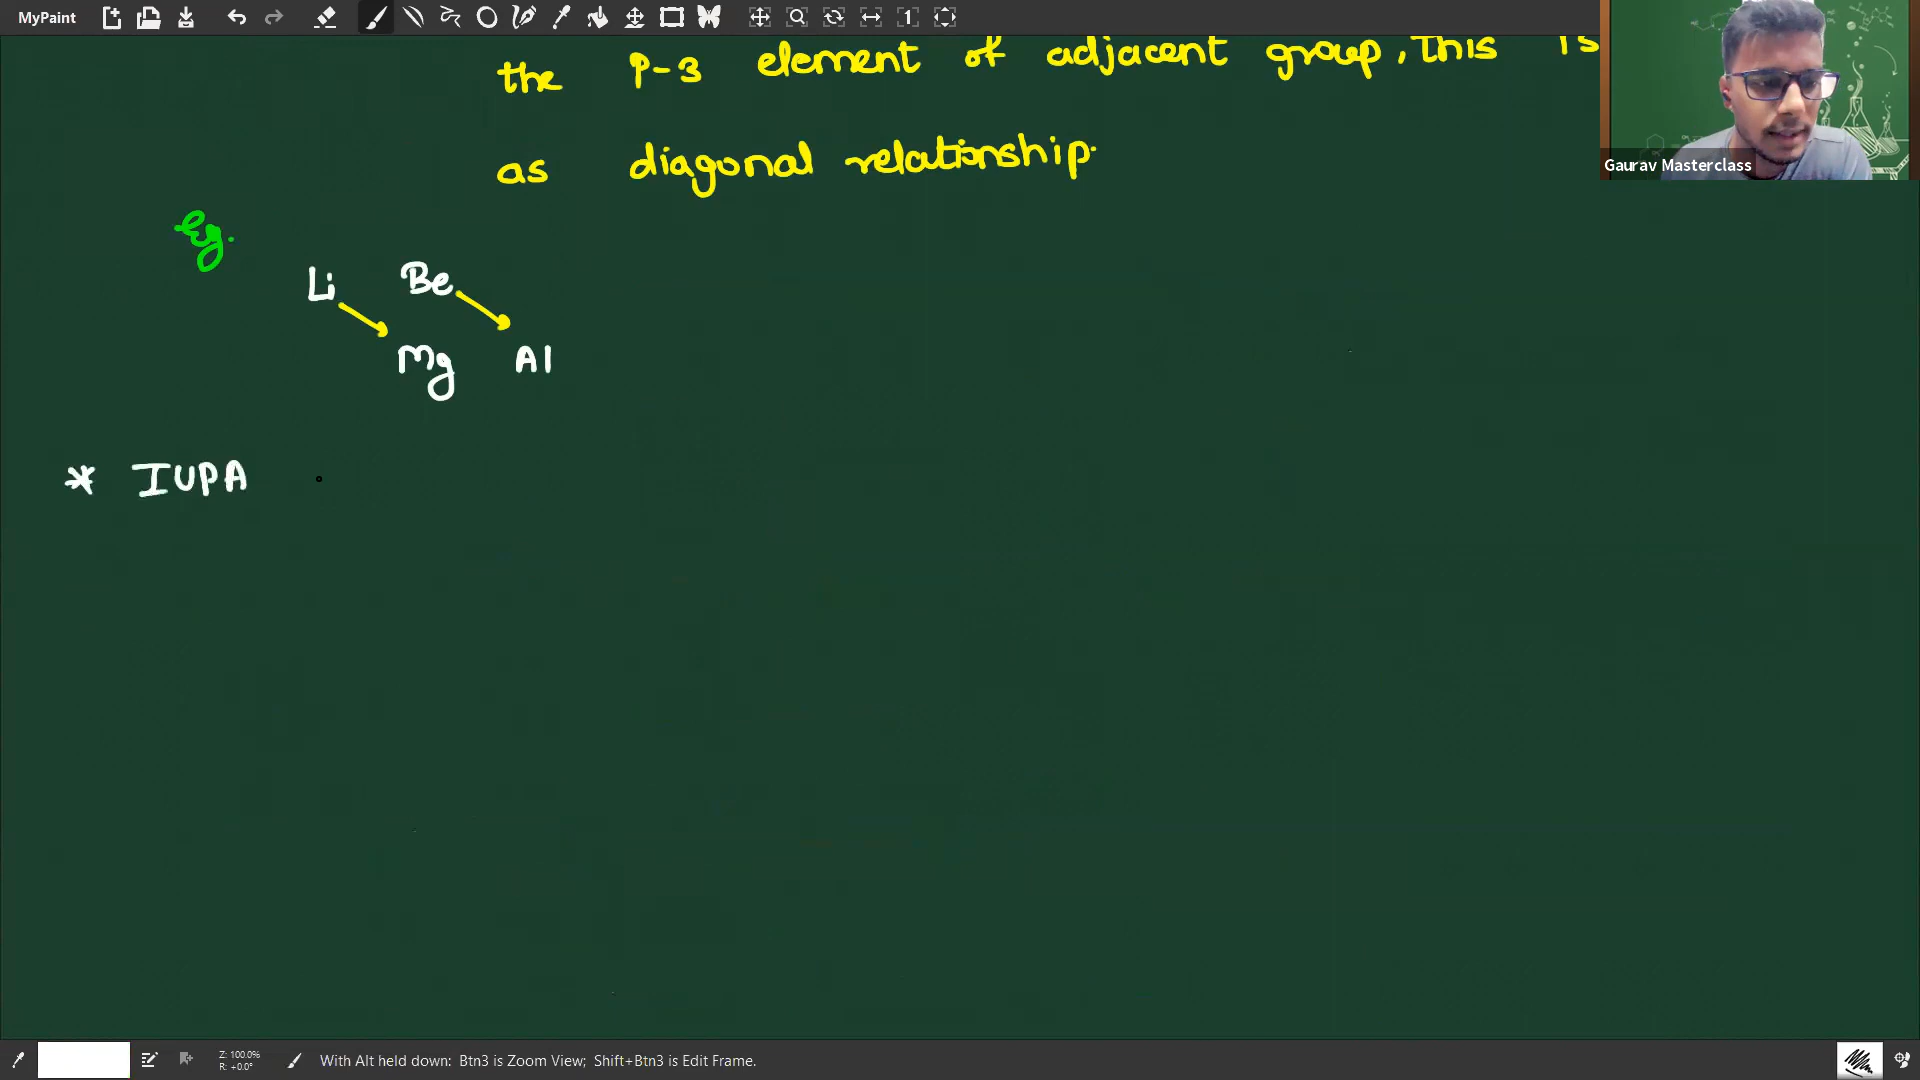 MyPaint
the P-3 element of adjacent group, This is
as diagonal relationship.
Gaurav Masterclass
Eg.
Li Be
Mg Al
* IUPA
Z: 100.0%
R: +0.0°
With Alt held down: Btn3 is Zoom View; Shift+Btn3 is Edit Frame.